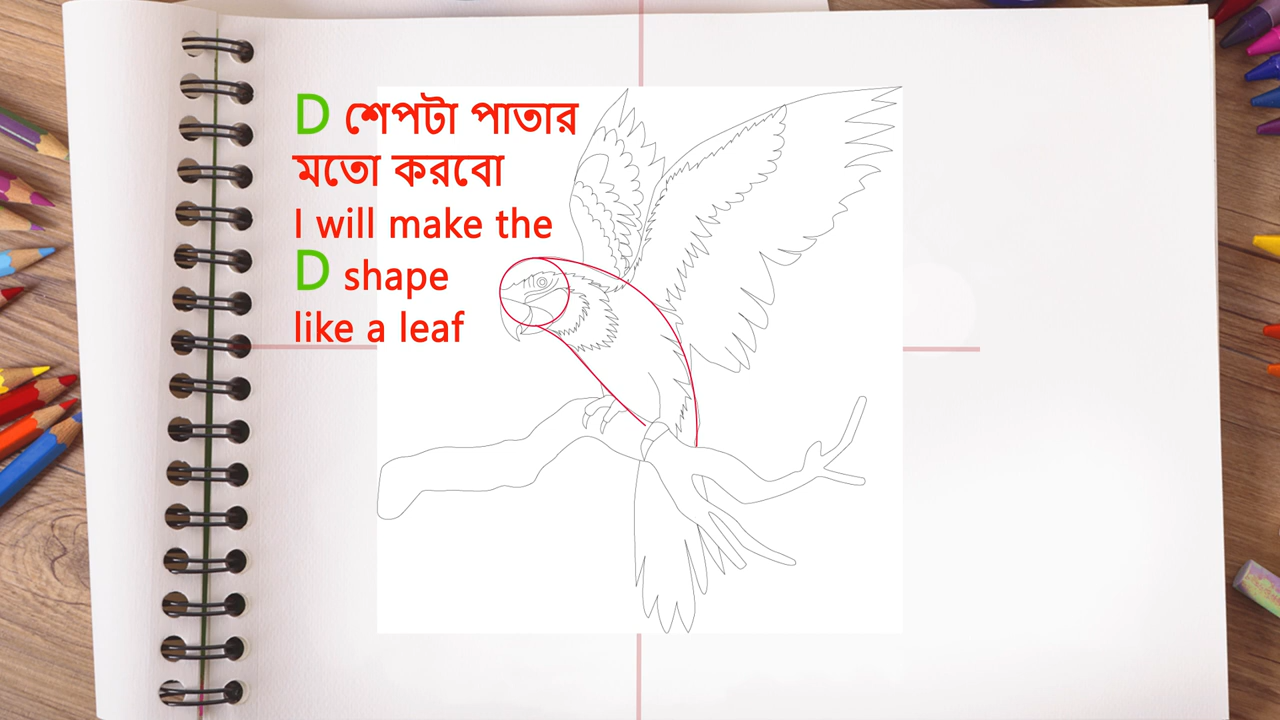 D শেপটা পাতার
মতো করবো
I will make the
D shape
like a leaf